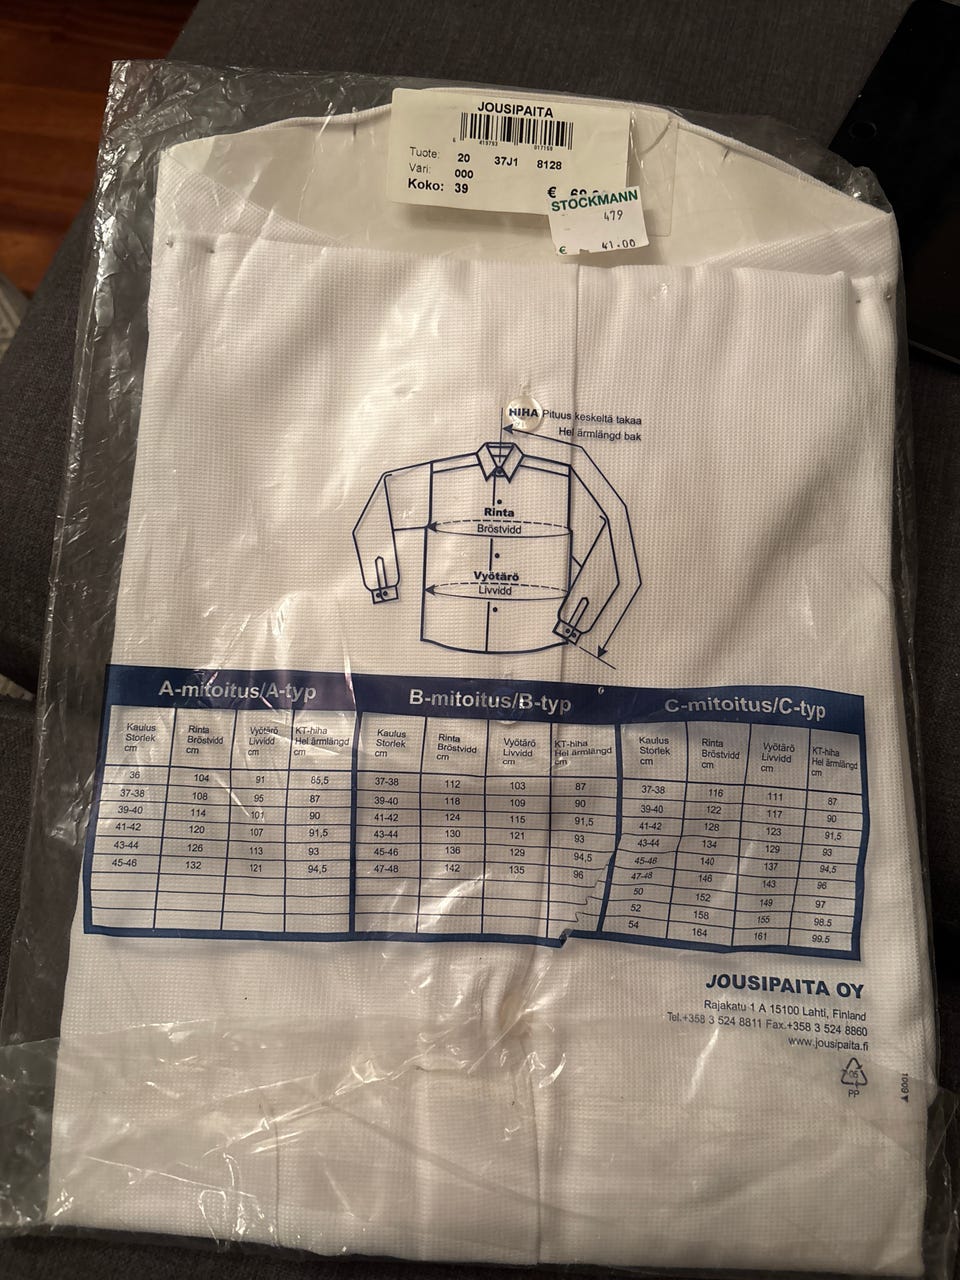 JOUSIPAITA
Tuote: 20 37J1 8128
Väri: 000
Koko: 39
€
STOCKMANN
479
€ 41.00
HIHA Pituus keskeltä takaa
Hel ärmlängd bak
Rinta
Bröstvidd
Vyötärö
Livvidd
A-mitoitus/A-typ
Kaulus Storlek cm Rinta Bröstvidd cm Vyötärö Livvidd cm KT-hiha Hel ärmlängd cm
36 104 91 85,5
37-38 108 95 87
39-40 114 101 90
41-42 120 107 91,5
43-44 126 113 93
45-46 132 121 94,5
B-mitoitus/B-typ
Kaulus Storlek cm Rinta Bröstvidd cm Vyötärö Livvidd cm KT-hiha Hel ärmlängd cm
37-38 112 103 87
39-40 118 109 90
41-42 124 115 91,5
43-44 130 121 93
45-46 136 129 94,5
47-48 142 135 96
C-mitoitus/C-typ
Kaulus Storlek cm Rinta Bröstvidd cm Vyötärö Livvidd cm KT-hiha Hel ärmlängd cm
37-38 116 111 87
39-40 122 117 90
41-42 128 123 91,5
43-44 134 129 93
45-46 140 137 94,5
47-48 146 143 96
50 152 149 97
52 158 155 98.5
54 164 161 99.5
JOUSIPAITA OY
Rajakatu 1 A 15100 Lahti, Finland
Tel.+358 3 524 8811 Fax.+358 3 524 8860
www.jousipaita.fi
05
PP
1009